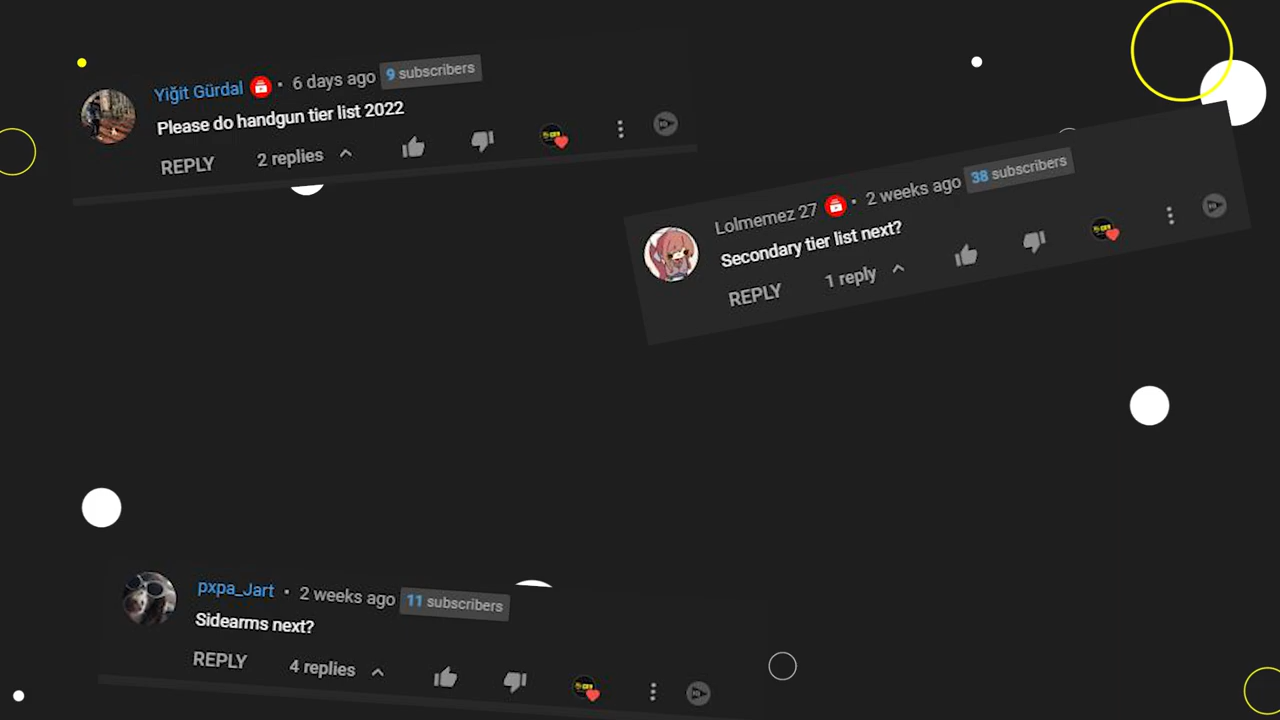 Yiğit Gürdal • 6 days ago 9 subscribers
Please do handgun tier list 2022
REPLY 2 replies
Lolmemez 27 • 2 weeks ago 38 subscribers
Secondary tier list next?
REPLY 1 reply
pxpa_Jart • 2 weeks ago 11 subscribers
Sidearms next?
REPLY 4 replies